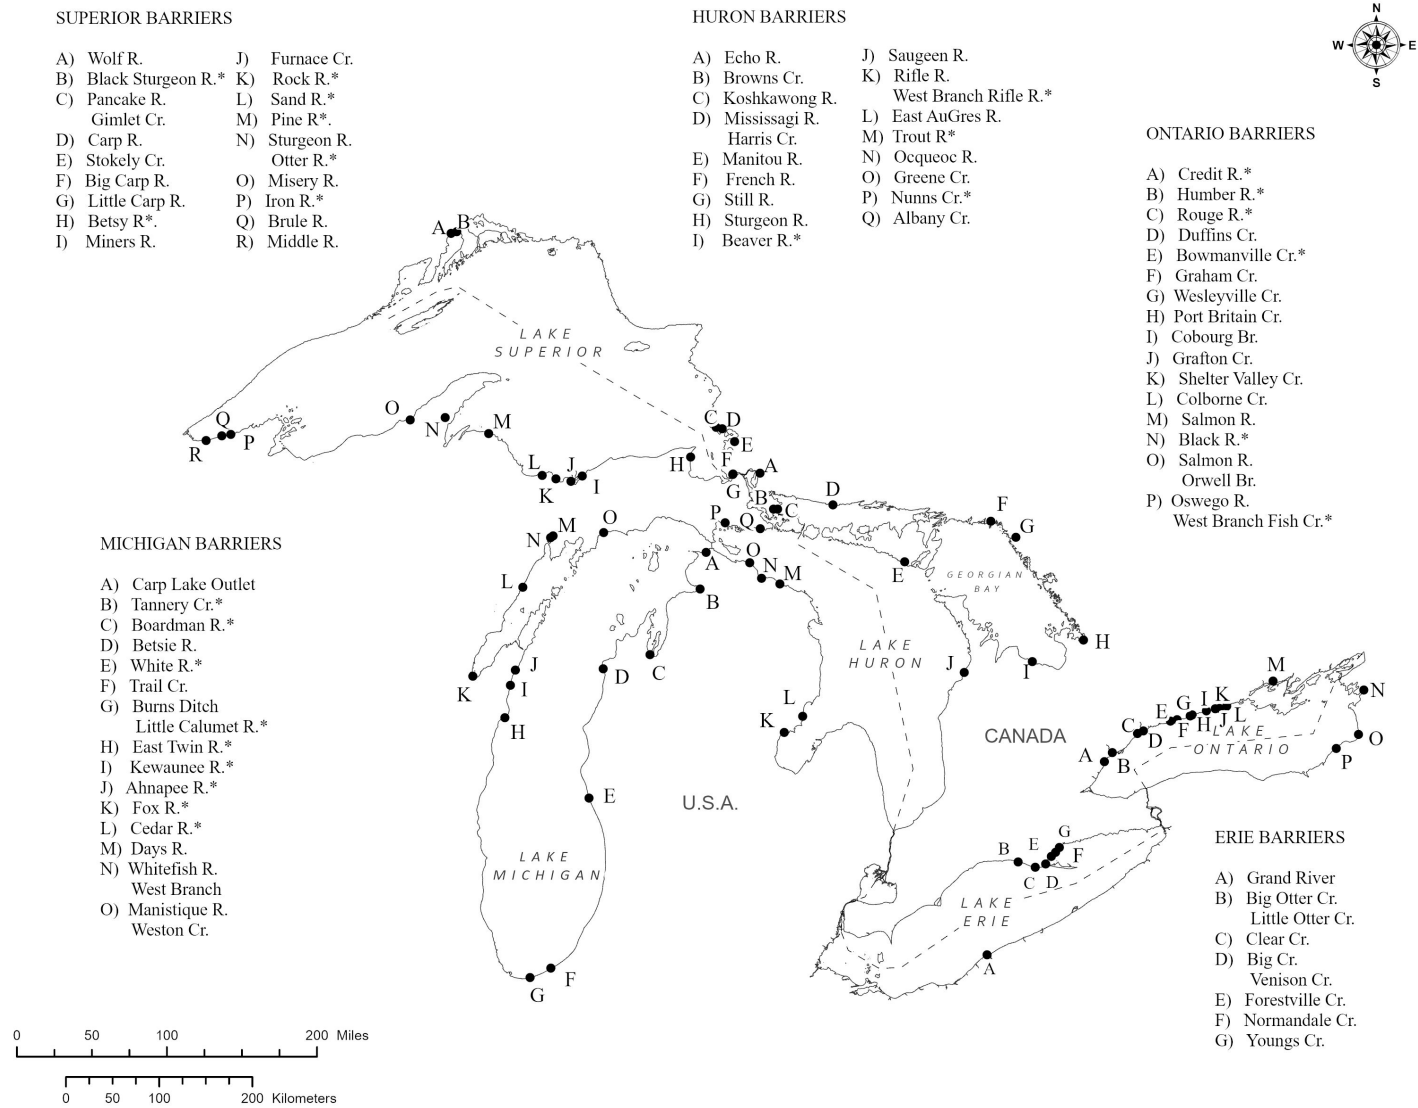 SUPERIOR BARRIERS
A) Wolf R.
B) Black Sturgeon R.*
C) Pancake R.
Gimlet Cr.
D) Carp R.
E) Stokely Cr.
F) Big Carp R.
G) Little Carp R.
H) Betsy R*.
I) Miners R.
J) Furnace Cr.
K) Rock R.*
L) Sand R.*
M) Pine R*.
N) Sturgeon R.
Otter R.*
O) Misery R.
P) Iron R.*
Q) Brule R.
R) Middle R.
HURON BARRIERS
A) Echo R.
B) Browns Cr.
C) Koshkawong R.
D) Mississagi R.
Harris Cr.
E) Manitou R.
F) French R.
G) Still R.
H) Sturgeon R.
I) Beaver R.*
J) Saugeen R.
K) Rifle R.
West Branch Rifle R.*
L) East AuGres R.
M) Trout R*
N) Ocqueoc R.
O) Greene Cr.
P) Nunns Cr.*
Q) Albany Cr.
N
W E
S
ONTARIO BARRIERS
A) Credit R.*
B) Humber R.*
C) Rouge R.*
D) Duffins Cr.
E) Bowmanville Cr.*
F) Graham Cr.
G) Wesleyville Cr.
H) Port Britain Cr.
I) Cobourg Br.
J) Grafton Cr.
K) Shelter Valley Cr.
L) Colborne Cr.
M) Salmon R.
N) Black R.*
O) Salmon R.
Orwell Br.
P) Oswego R.
West Branch Fish Cr.*
A B
LAKE
SUPERIOR
O
Q
N
M
R
P
C D
E
L
J
K
I
H
F
A
G
B
C
D
F
G
P
Q
E
O
N
M
H
I
J
L
K
GEORGIAN
BAY
LAKE
HURON
MICHIGAN BARRIERS
A) Carp Lake Outlet
B) Tannery Cr.*
C) Boardman R.*
D) Betsie R.
E) White R.*
F) Trail Cr.
G) Burns Ditch
Little Calumet R.*
H) East Twin R.*
I) Kewaunee R.*
J) Ahnapee R.*
K) Fox R.*
L) Cedar R.*
M) Days R.
N) Whitefish R.
West Branch
O) Manistique R.
Weston Cr.
N
M
O
A
B
L
C
D
K
J
I
H
E
F
G
LAKE
MICHIGAN
U.S.A.
CANADA
M
N
K
I
G
E
C
L
J
H
F
D
A
B
O
P
LAKE
ONTARIO
G
E
B
F
C D
A
LAKE
ERIE
ERIE BARRIERS
A) Grand River
B) Big Otter Cr.
Little Otter Cr.
C) Clear Cr.
D) Big Cr.
Venison Cr.
E) Forestville Cr.
F) Normandale Cr.
G) Youngs Cr.
0 50 100 200 Miles
0 50 100 200 Kilometers